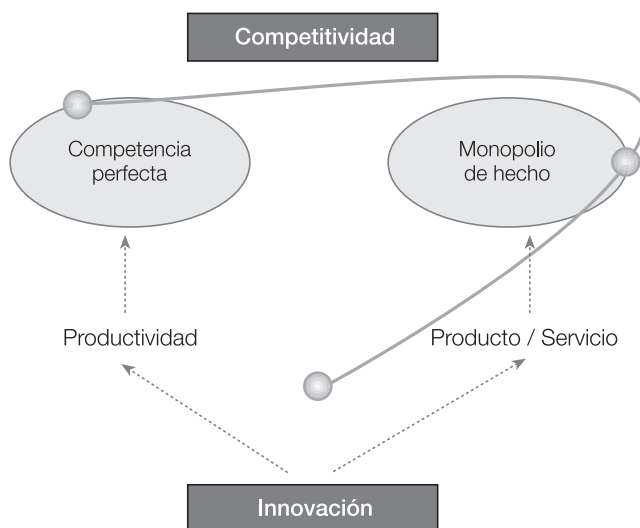 Competitividad
Competencia
perfecta
Monopolio
de hecho
Productividad
Producto / Servicio
Innovación